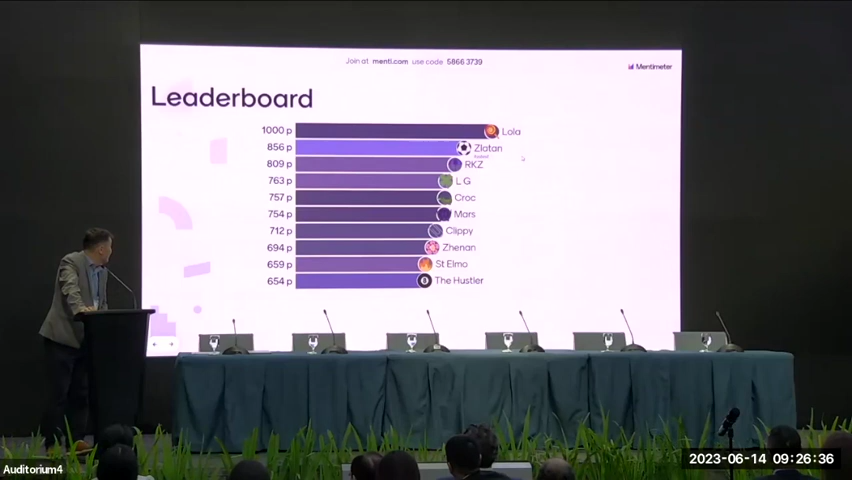 Join at menti.com use code 5866 3739
Mentimeter
Leaderboard
1000 p Lola
856 p Zlatan
809 p RKZ
763 p L G
757 p Croc
754 p Mars
712 p Clippy
694 p Zhenan
659 p St Elmo
654 p The Hustler
Auditorium4
2023-06-14 09:26:36